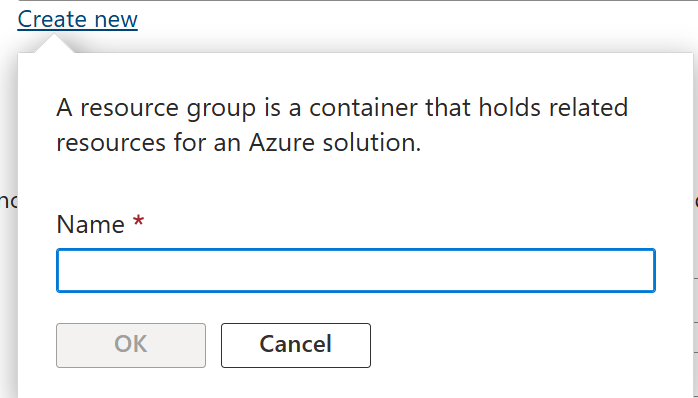 Create new
A resource group is a container that holds related
resources for an Azure solution.
Name *
OK
Cancel